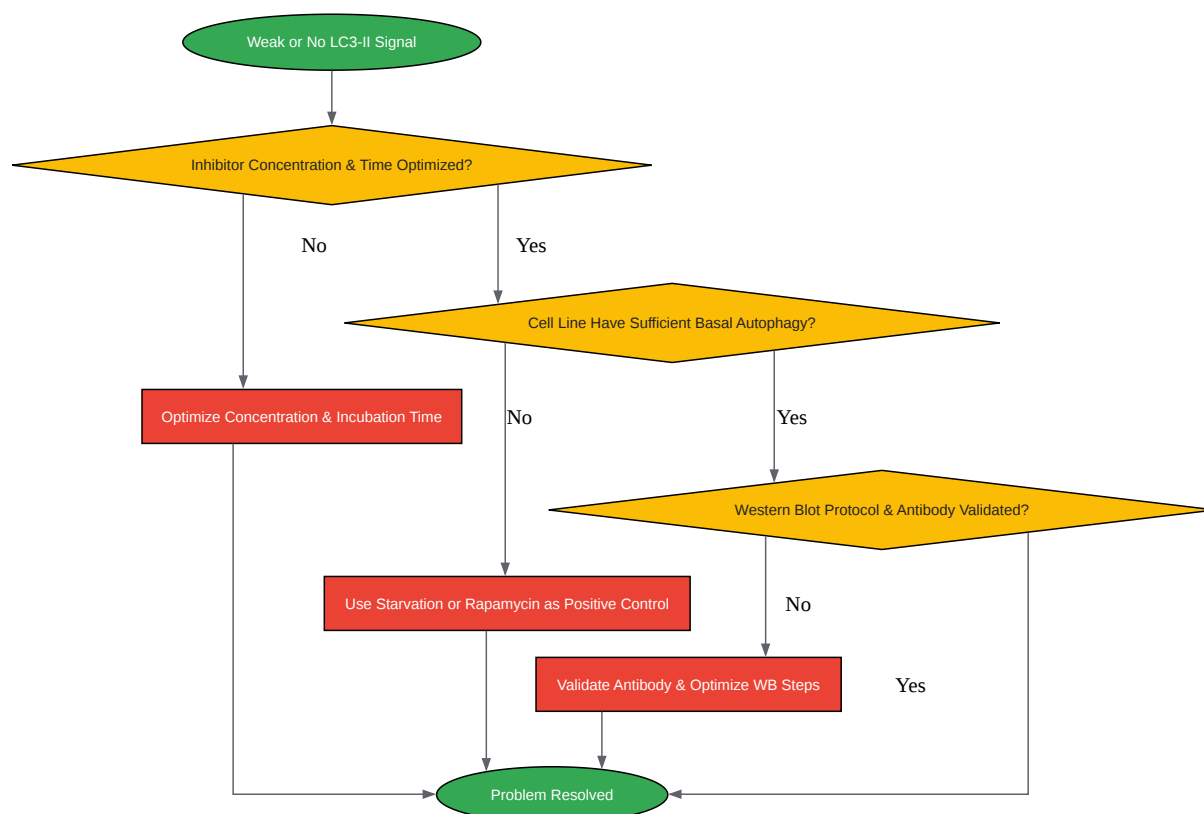 Weak or No LC3-II Signal
Inhibitor Concentration & Time Optimized?
No
Yes
Cell Line Have Sufficient Basal Autophagy?
Optimize Concentration & Incubation Time
No
Yes
Western Blot Protocol & Antibody Validated?
Use Starvation or Rapamycin as Positive Control
No
Validate Antibody & Optimize WB Steps
Yes
Problem Resolved